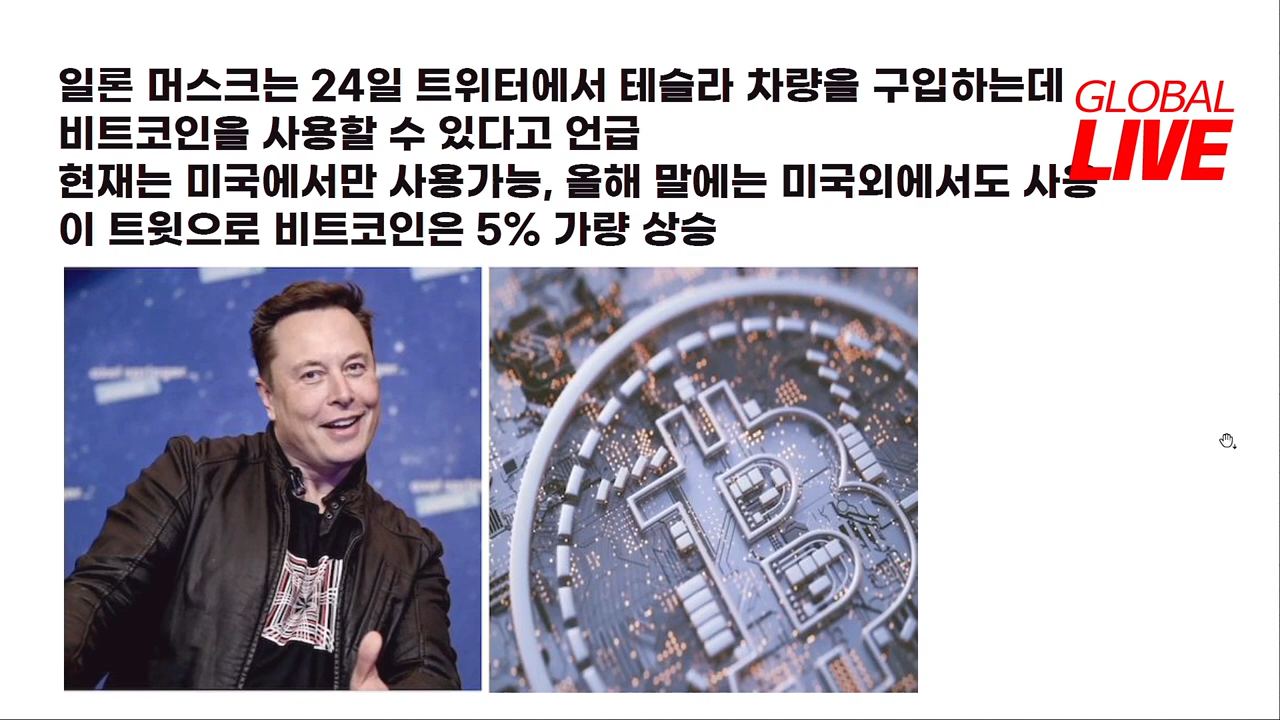 일론 머스크는 24일 트위터에서 테슬라 차량을 구입하는데
비트코인을 사용할 수 있다고 언급
현재는 미국에서만 사용가능, 올해 말에는 미국외에서도 사용
이 트윗으로 비트코인은 5% 가량 상승
GLOBAL
LIVE